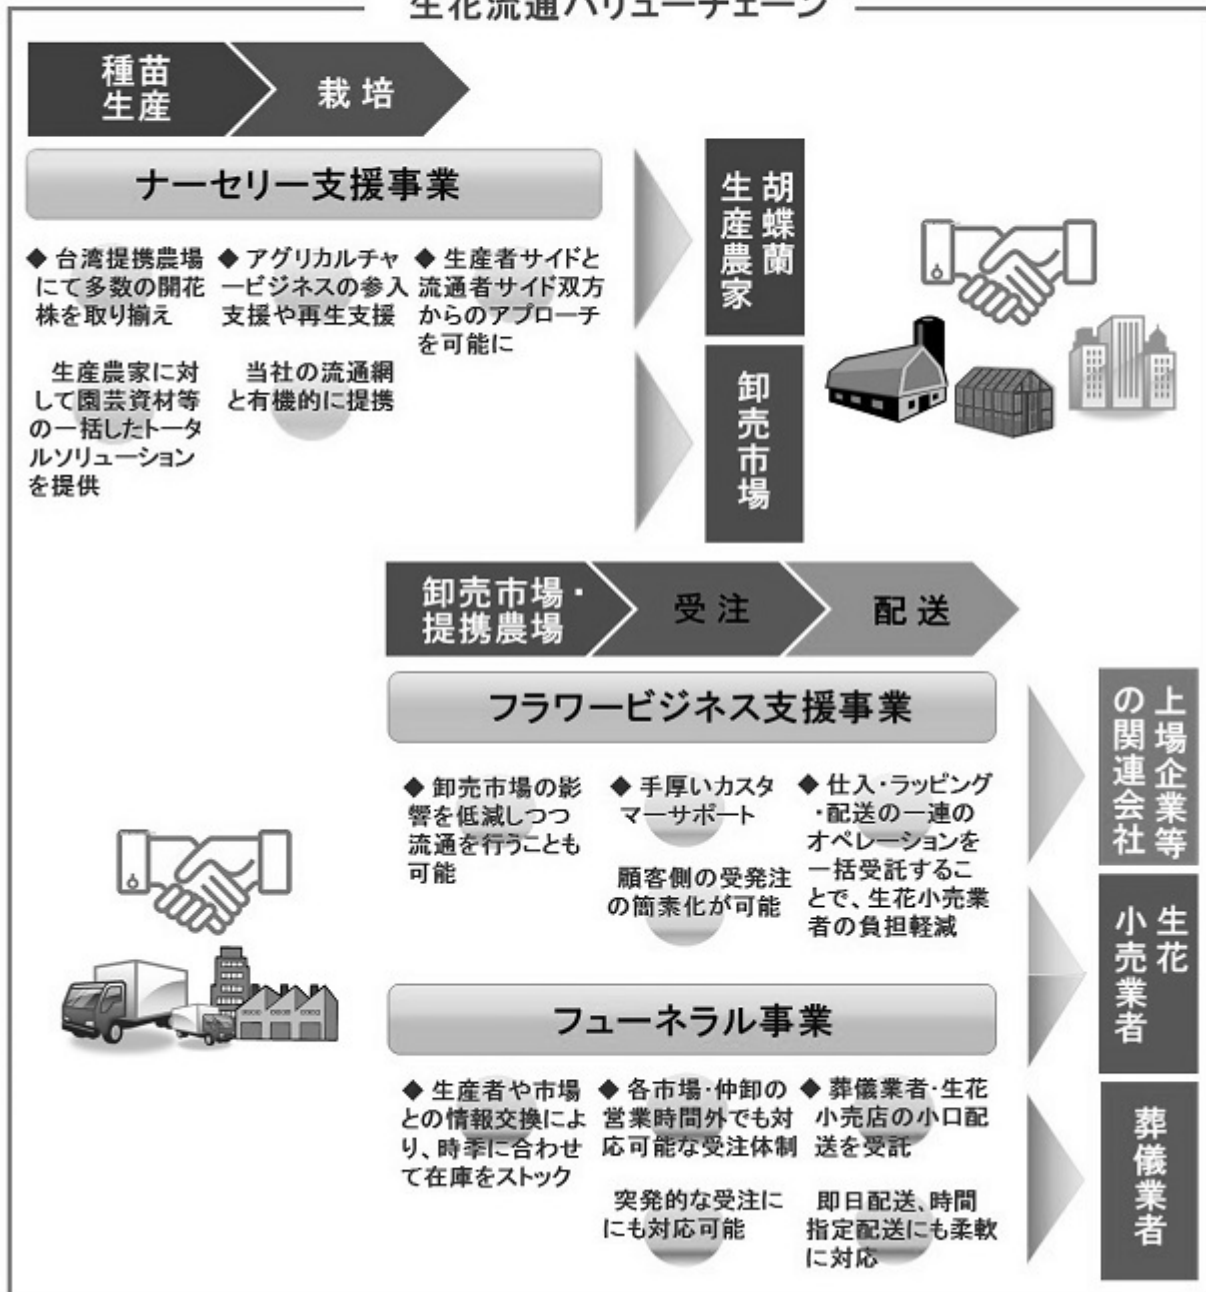 生花流通バリューチェーン
種苗
生産
栽培
ナーセリー支援事業
◆ 台湾提携農場
にて多数の開花
株を取り揃え
生産農家に対
して園芸資材等
の一括したトータ
ルソリューション
を提供
◆ アグリカルチャ
ービジネスの参入
支援や再生支援
当社の流通網
と有機的に提携
◆ 生産者サイドと
流通者サイド双方
からのアプローチ
を可能に
胡蝶蘭
生産農家
卸売市場
卸売市場・
提携農場
受注
配送
フラワービジネス支援事業
◆ 卸売市場の影
響を低減しつつ
流通を行うことも
可能
◆ 手厚いカスタ
マーサポート
顧客側の受発注
の簡素化が可能
◆ 仕入・ラッピング
・配送の一連の
オペレーションを
一括受託するこ
とで、生花小売業
者の負担軽減
フューネラル事業
◆ 生産者や市場
との情報交換によ
り、時季に合わせ
て在庫をストック
◆ 各市場・仲卸の
営業時間外でも対
応可能な受注体制
突発的な受注に
にも対応可能
◆ 葬儀業者・生花
小売店の小口配
送を受託
即日配送、時間
指定配送にも柔軟
に対応
上場企業等
の関連会社
生花
小売業者
葬儀業者